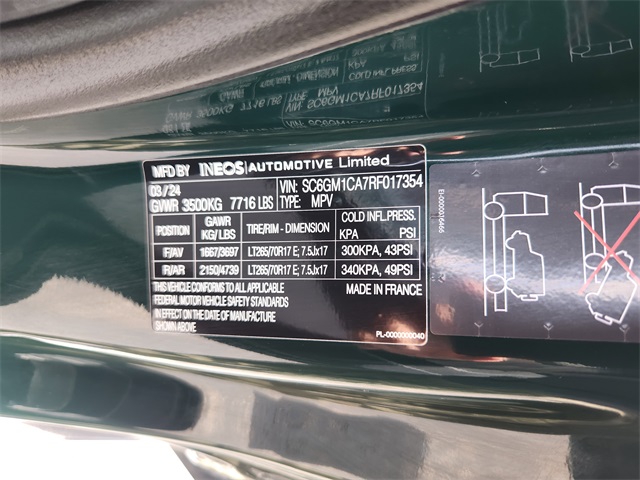 MFD BY INEOS AUTOMOTIVE Limited
03/24 VIN: SC6GM1CA7RF017354
GVWR 3500KG 7716 LBS TYPE: MPV
POSITION GAWR KG/LBS TIRE/RIM - DIMENSION COLD INFL.PRESS. KPA PSI
F/AV 1667/3697 LT265/70R17 E; 7.5Jx17 300KPA, 43PSI
R/AR 2150/4739 LT265/70R17 E; 7.5Jx17 340KPA, 49PSI
THIS VEHICLE CONFORMS TO ALL APPLICABLE MADE IN FRANCE
FEDERAL MOTOR VEHICLE SAFETY STANDARDS
IN EFFECT ON THE DATE OF MANUFACTURE
SHOWN ABOVE
PL-0000000040
EI-0000016466